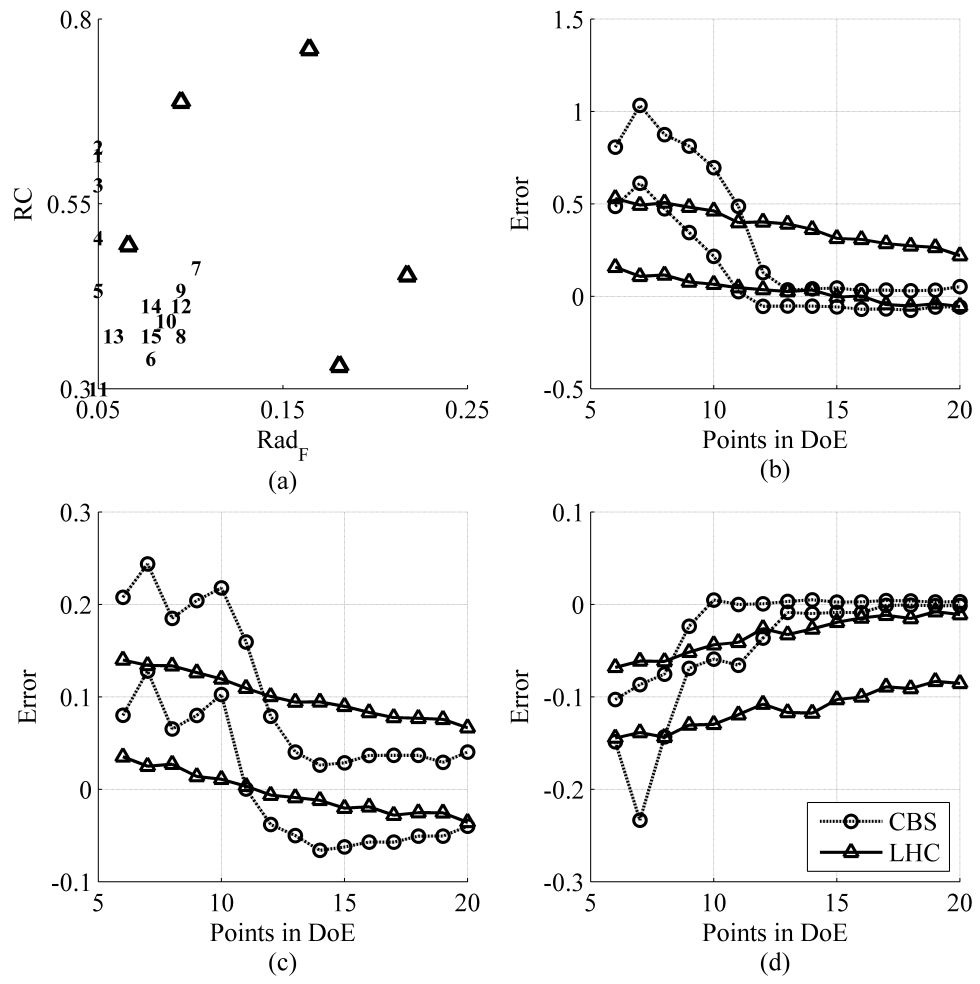 0.8
0.55
0.3
0.05
0.15
0.25
RC
Rad_F
2
1
3
4
5
7
9
14 12
10
13 15 8
6
11
(a)
1.5
1
0.5
0
-0.5
5
10
15
20
Error
Points in DoE
(b)
0.3
0.2
0.1
0
-0.1
5
10
15
20
Error
Points in DoE
(c)
0.1
0
-0.1
-0.2
-0.3
5
10
15
20
Error
Points in DoE
CBS
LHC
(d)